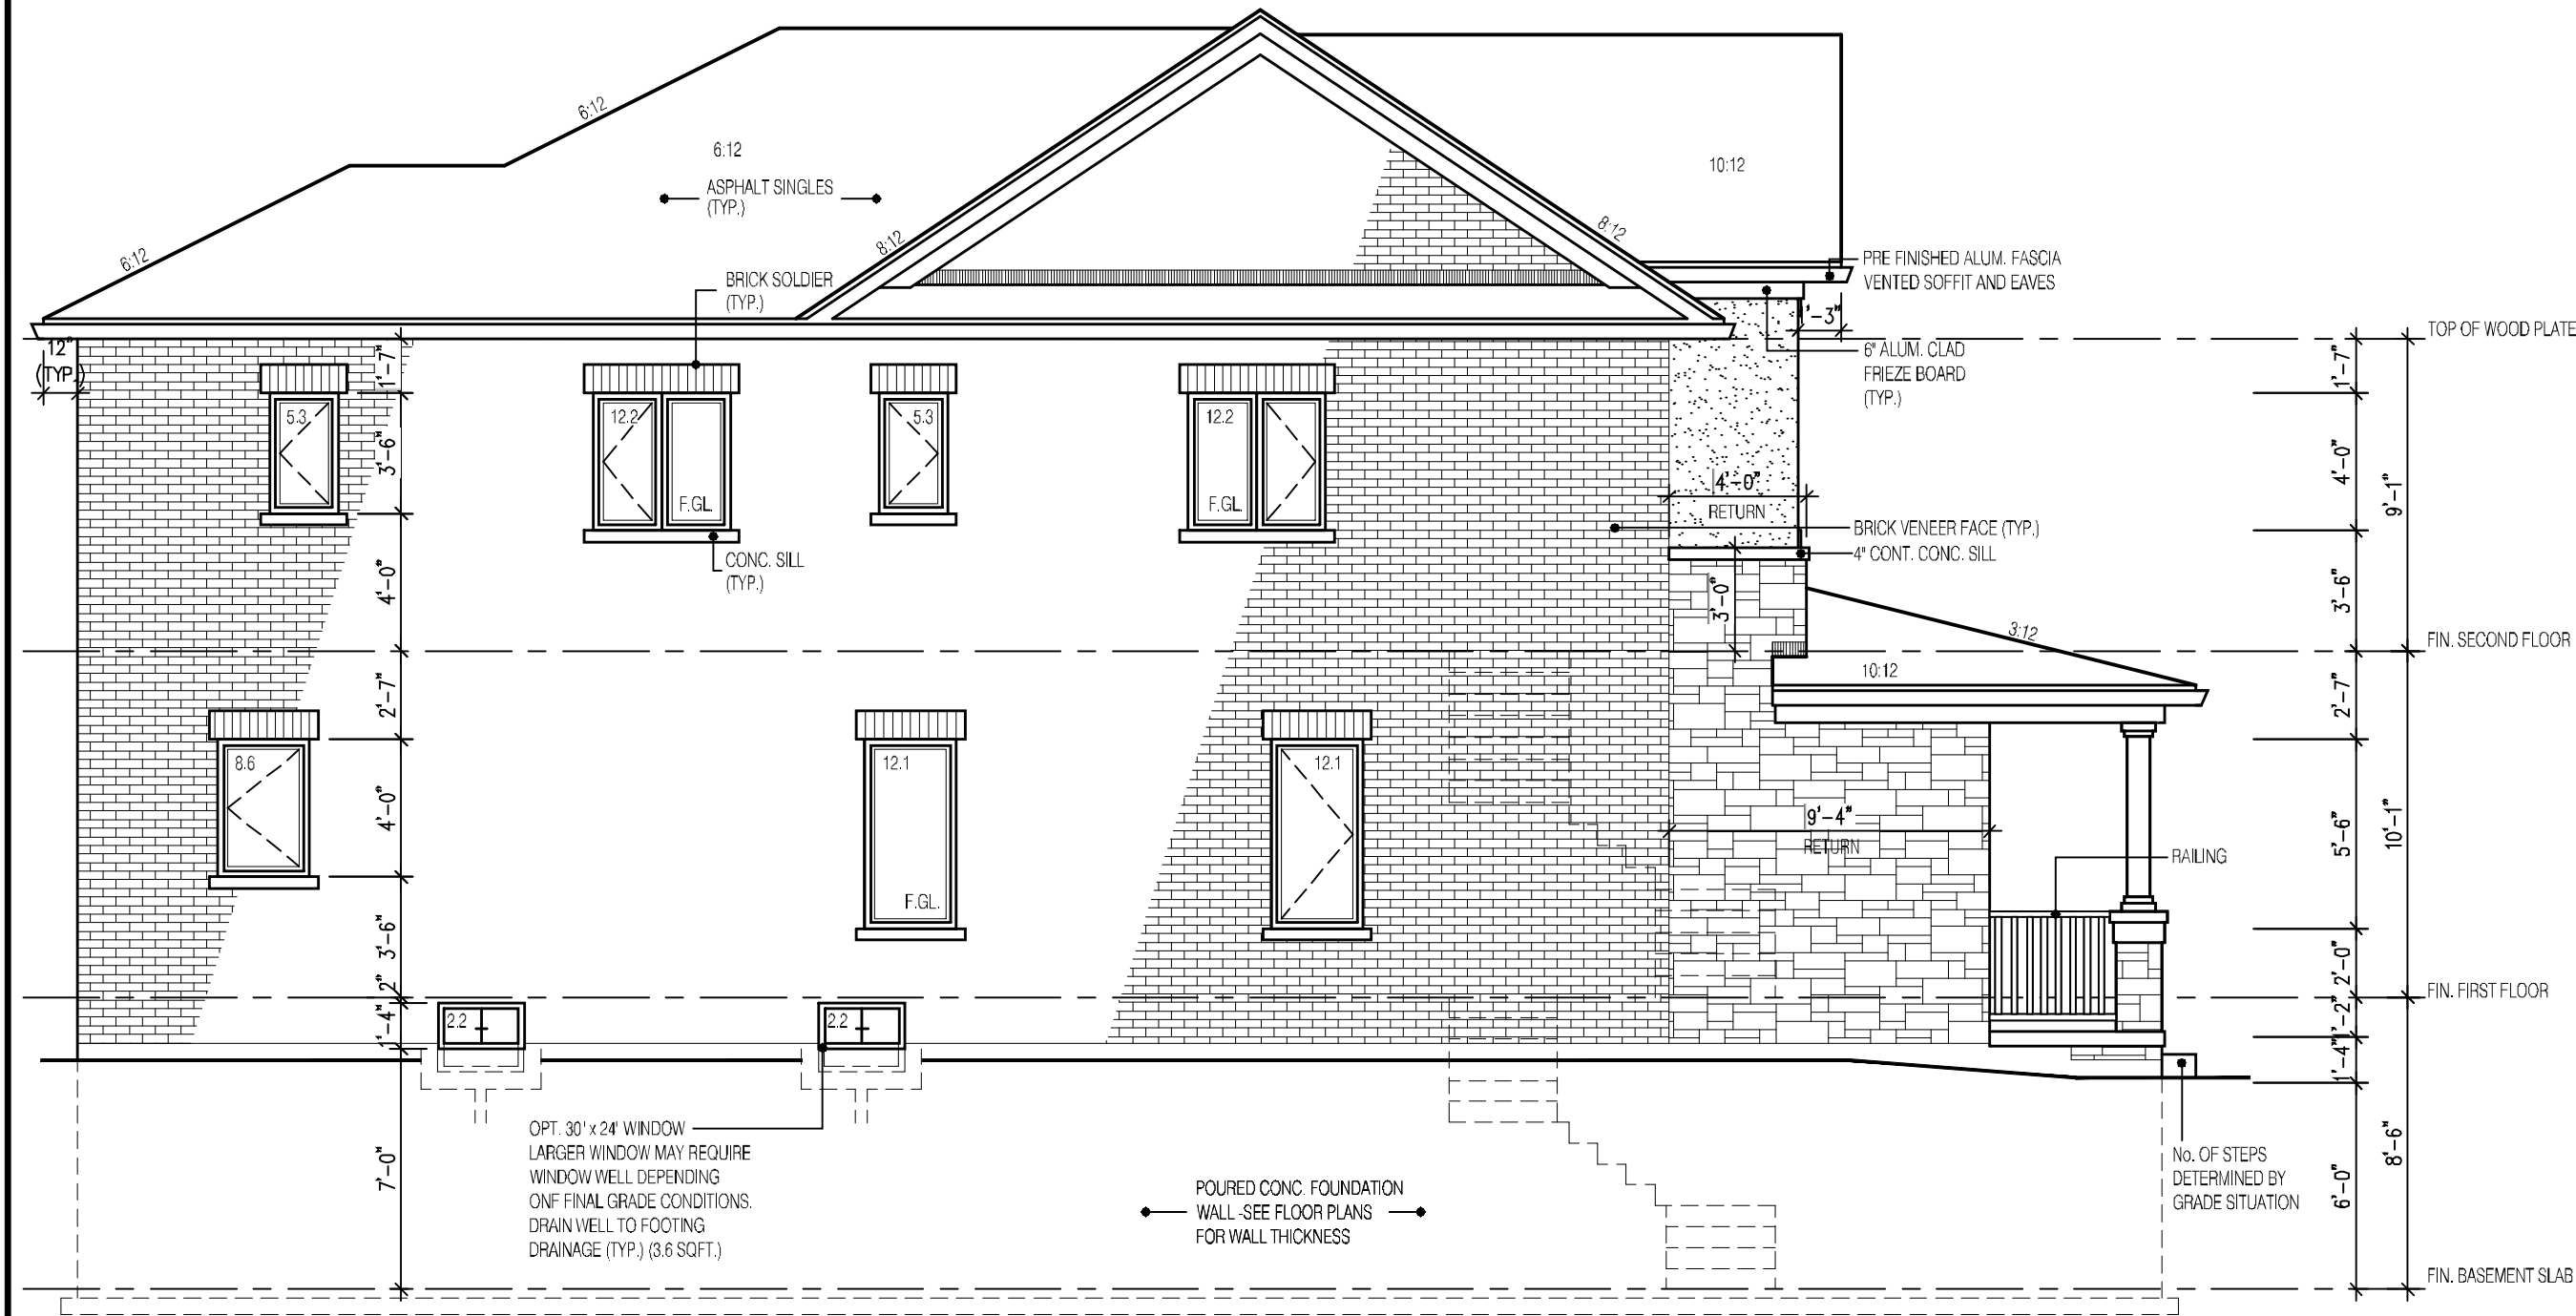 6:12
6:12
6:12
ASPHALT SINGLES
(TYP.)
8:12
8:12
10:12
BRICK SOLDIER
(TYP.)
PRE FINISHED ALUM. FASCIA
VENTED SOFFIT AND EAVES
1'-3"
TOP OF WOOD PLATE
12"
(TYP.)
1'-7"
6" ALUM. CLAD
FRIEZE BOARD
(TYP.)
1'-7"
5.3
12.2
F.GL.
5.3
12.2
F.GL.
3'-6"
4'-0"
9'-1"
4'-0"
RETURN
BRICK VENEER FACE (TYP.)
4" CONT. CONC. SILL
CONC. SILL
(TYP.)
4'-0"
3'-0"
3'-6"
3:12
FIN. SECOND FLOOR
10:12
2'-7"
2'-7"
8.6
12.1
F.GL.
12.1
4'-0"
9'-4"
RETURN
5'-6"
10'-1"
RAILING
3'-6"
2'-0"
2"
FIN. FIRST FLOOR
1'-4"
2.2
2.2
1'-2"
1'-4"
OPT. 30' x 24' WINDOW
LARGER WINDOW MAY REQUIRE
WINDOW WELL DEPENDING
ONF FINAL GRADE CONDITIONS.
DRAIN WELL TO FOOTING
DRAINAGE (TYP.) (3.6 SQFT.)
7'-0"
POURED CONC. FOUNDATION
WALL -SEE FLOOR PLANS
FOR WALL THICKNESS
No. OF STEPS
DETERMINED BY
GRADE SITUATION
6'-0"
8'-6"
FIN. BASEMENT SLAB